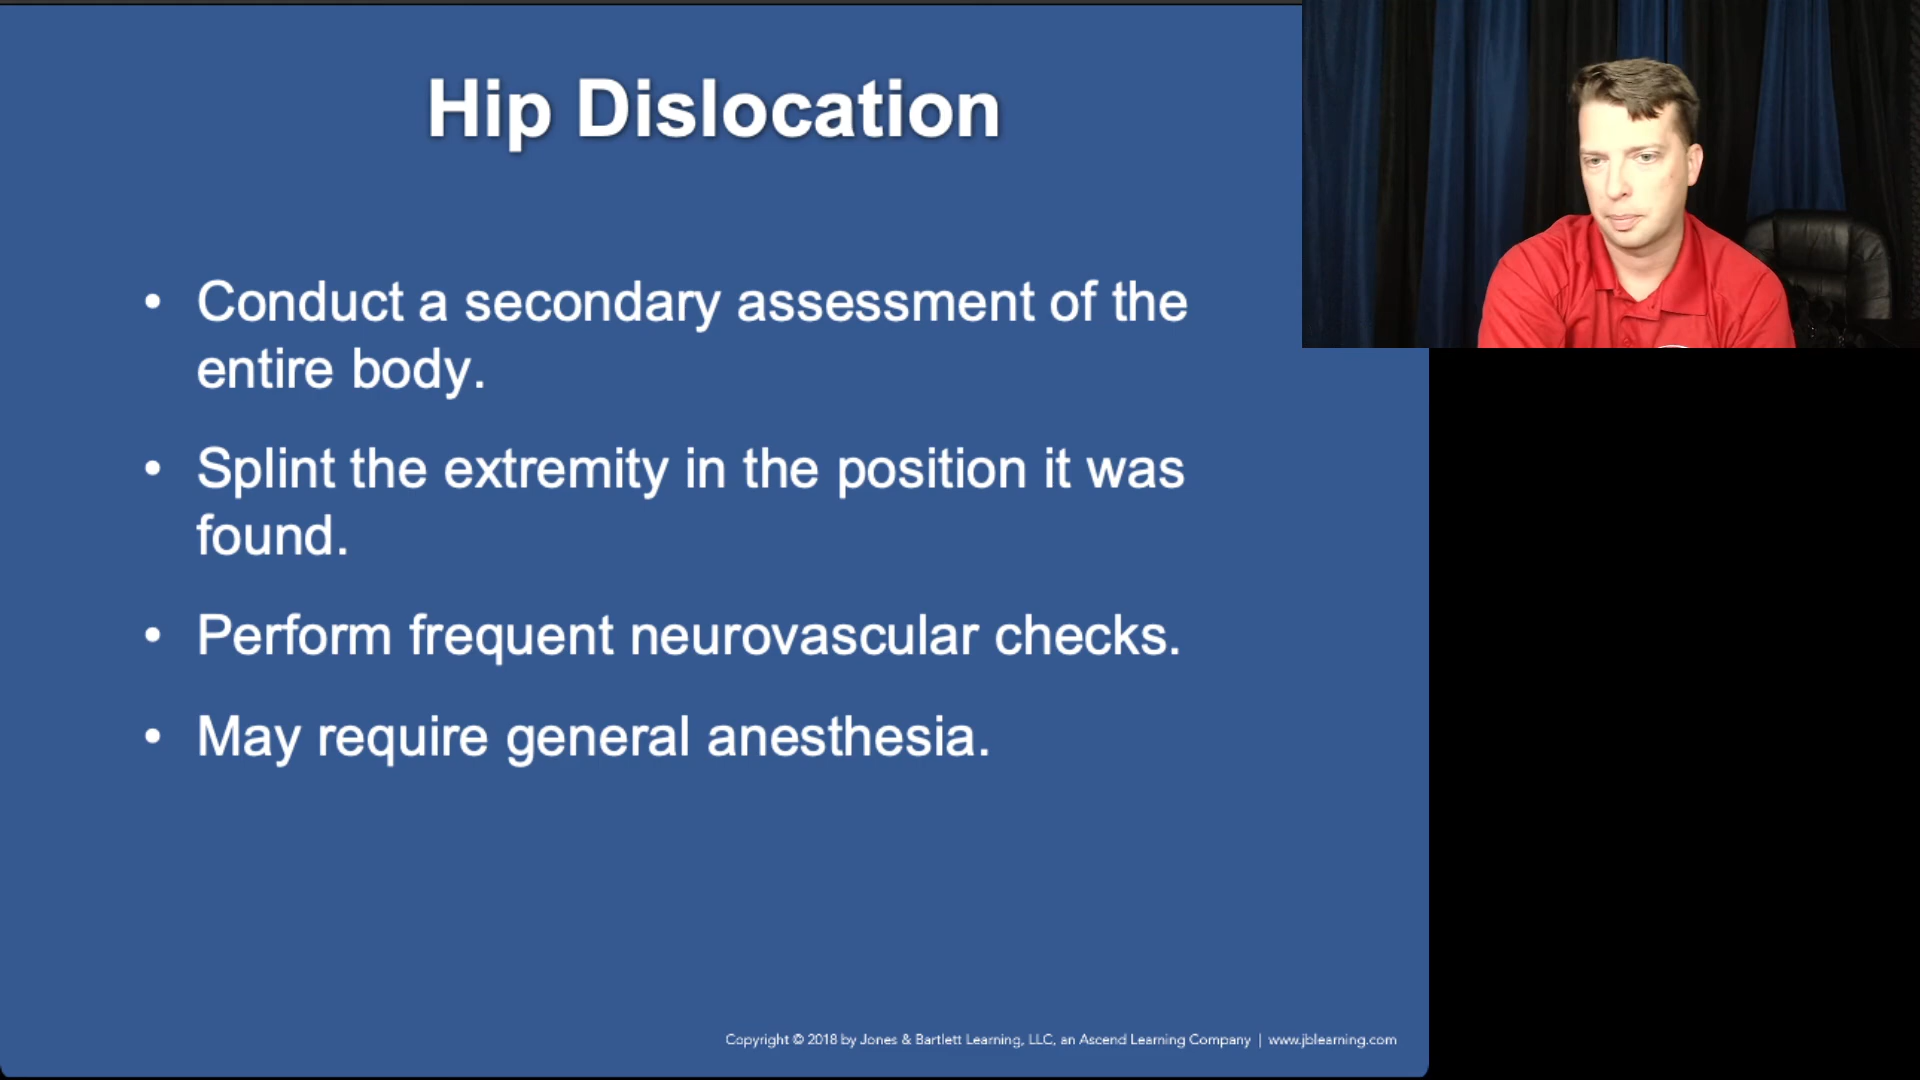 Hip Dislocation
• Conduct a secondary assessment of the
entire body.
• Splint the extremity in the position it was
found.
• Perform frequent neurovascular checks.
• May require general anesthesia.
Copyright © 2018 by Jones & Bartlett Learning, LLC, an Ascend Learning Company | www.jblearning.com